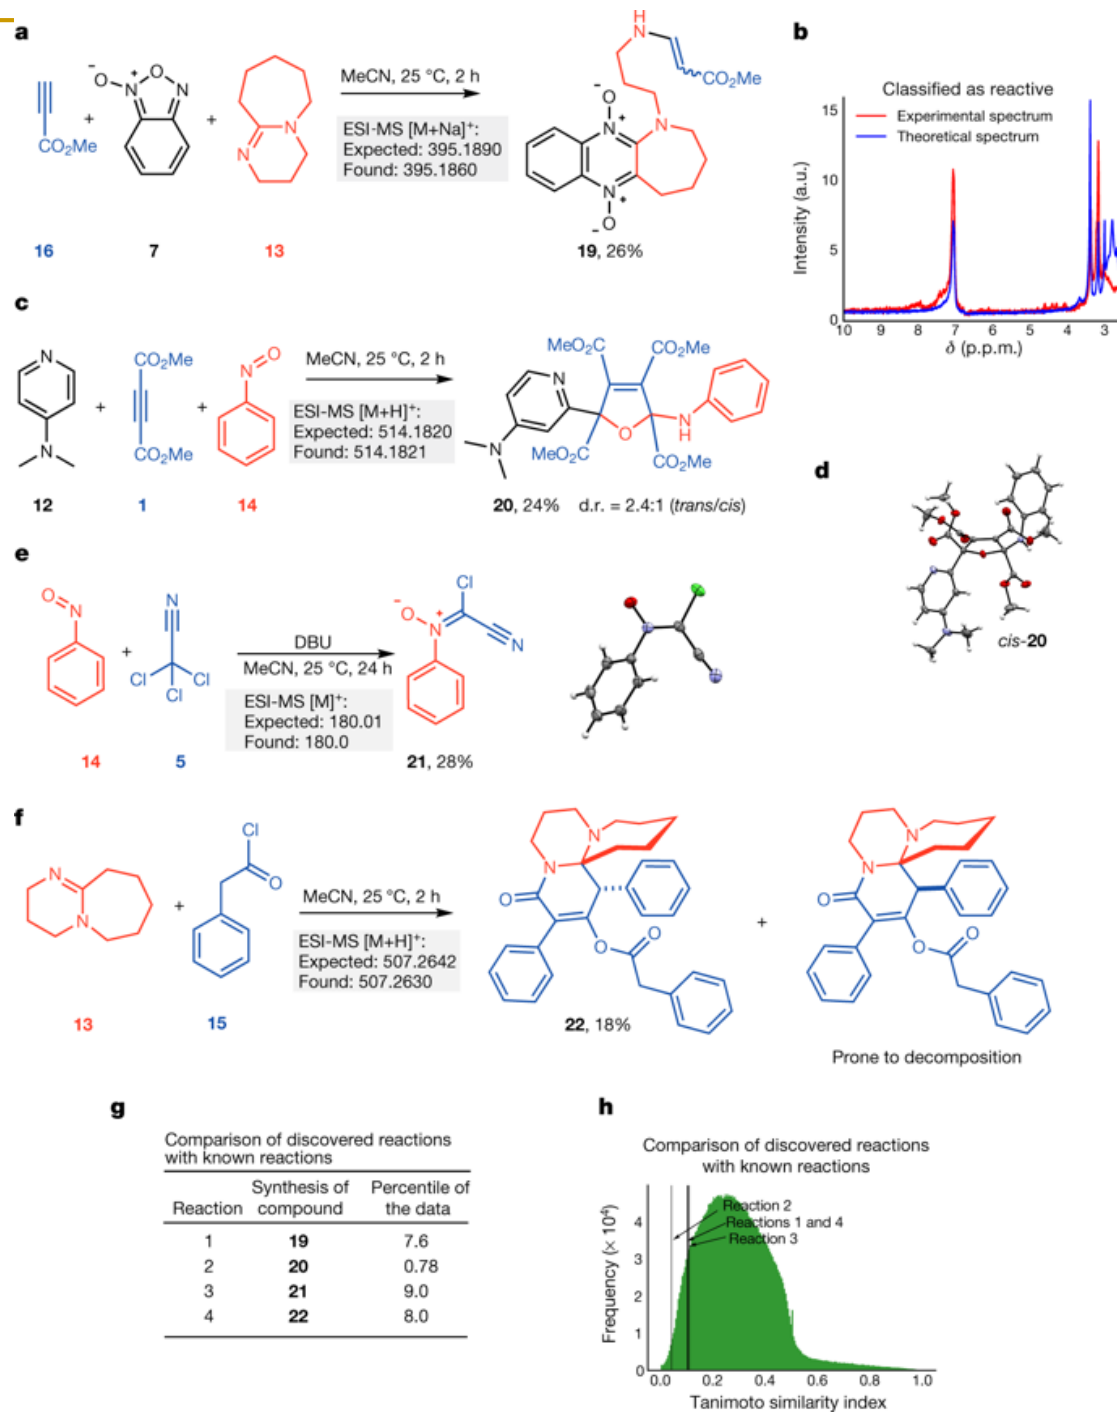 a
16
CO₂Me
+
7
+
13
MeCN, 25 °C, 2 h
ESI-MS [M+Na]⁺:
Expected: 395.1890
Found: 395.1860
H
N
CO₂Me
19, 26%
b
Classified as reactive
Experimental spectrum
Theoretical spectrum
Intensity (a.u.)
15
10
5
0
10 9 8 7 6 5 4 3
δ (p.p.m.)
c
N
N
12
+
CO₂Me
CO₂Me
1
+
N O
14
MeCN, 25 °C, 2 h
ESI-MS [M+H]⁺:
Expected: 514.1820
Found: 514.1821
MeO₂C CO₂Me
N O N H
N MeO₂C CO₂Me
20, 24% d.r. = 2.4:1 (trans/cis)
d
cis-20
e
O N
14
+
N
Cl Cl Cl
5
DBU
MeCN, 25 °C, 24 h
ESI-MS [M]⁺:
Expected: 180.01
Found: 180.0
Cl
⁻O N⁺ N
21, 28%
f
N
N
13
+
Cl
O
15
MeCN, 25 °C, 2 h
ESI-MS [M+H]⁺:
Expected: 507.2642
Found: 507.2630
N
N
O
O O
22, 18%
+
N
N
O
O O
Prone to decomposition
g
Comparison of discovered reactions
with known reactions
Reaction Synthesis of compound Percentile of the data
1 19 7.6
2 20 0.78
3 21 9.0
4 22 8.0
h
Comparison of discovered reactions
with known reactions
Reaction 2
Reactions 1 and 4
Reaction 3
Frequency (× 10⁴)
4
3
2
1
0
0.0 0.2 0.4 0.6 0.8 1.0
Tanimoto similarity index